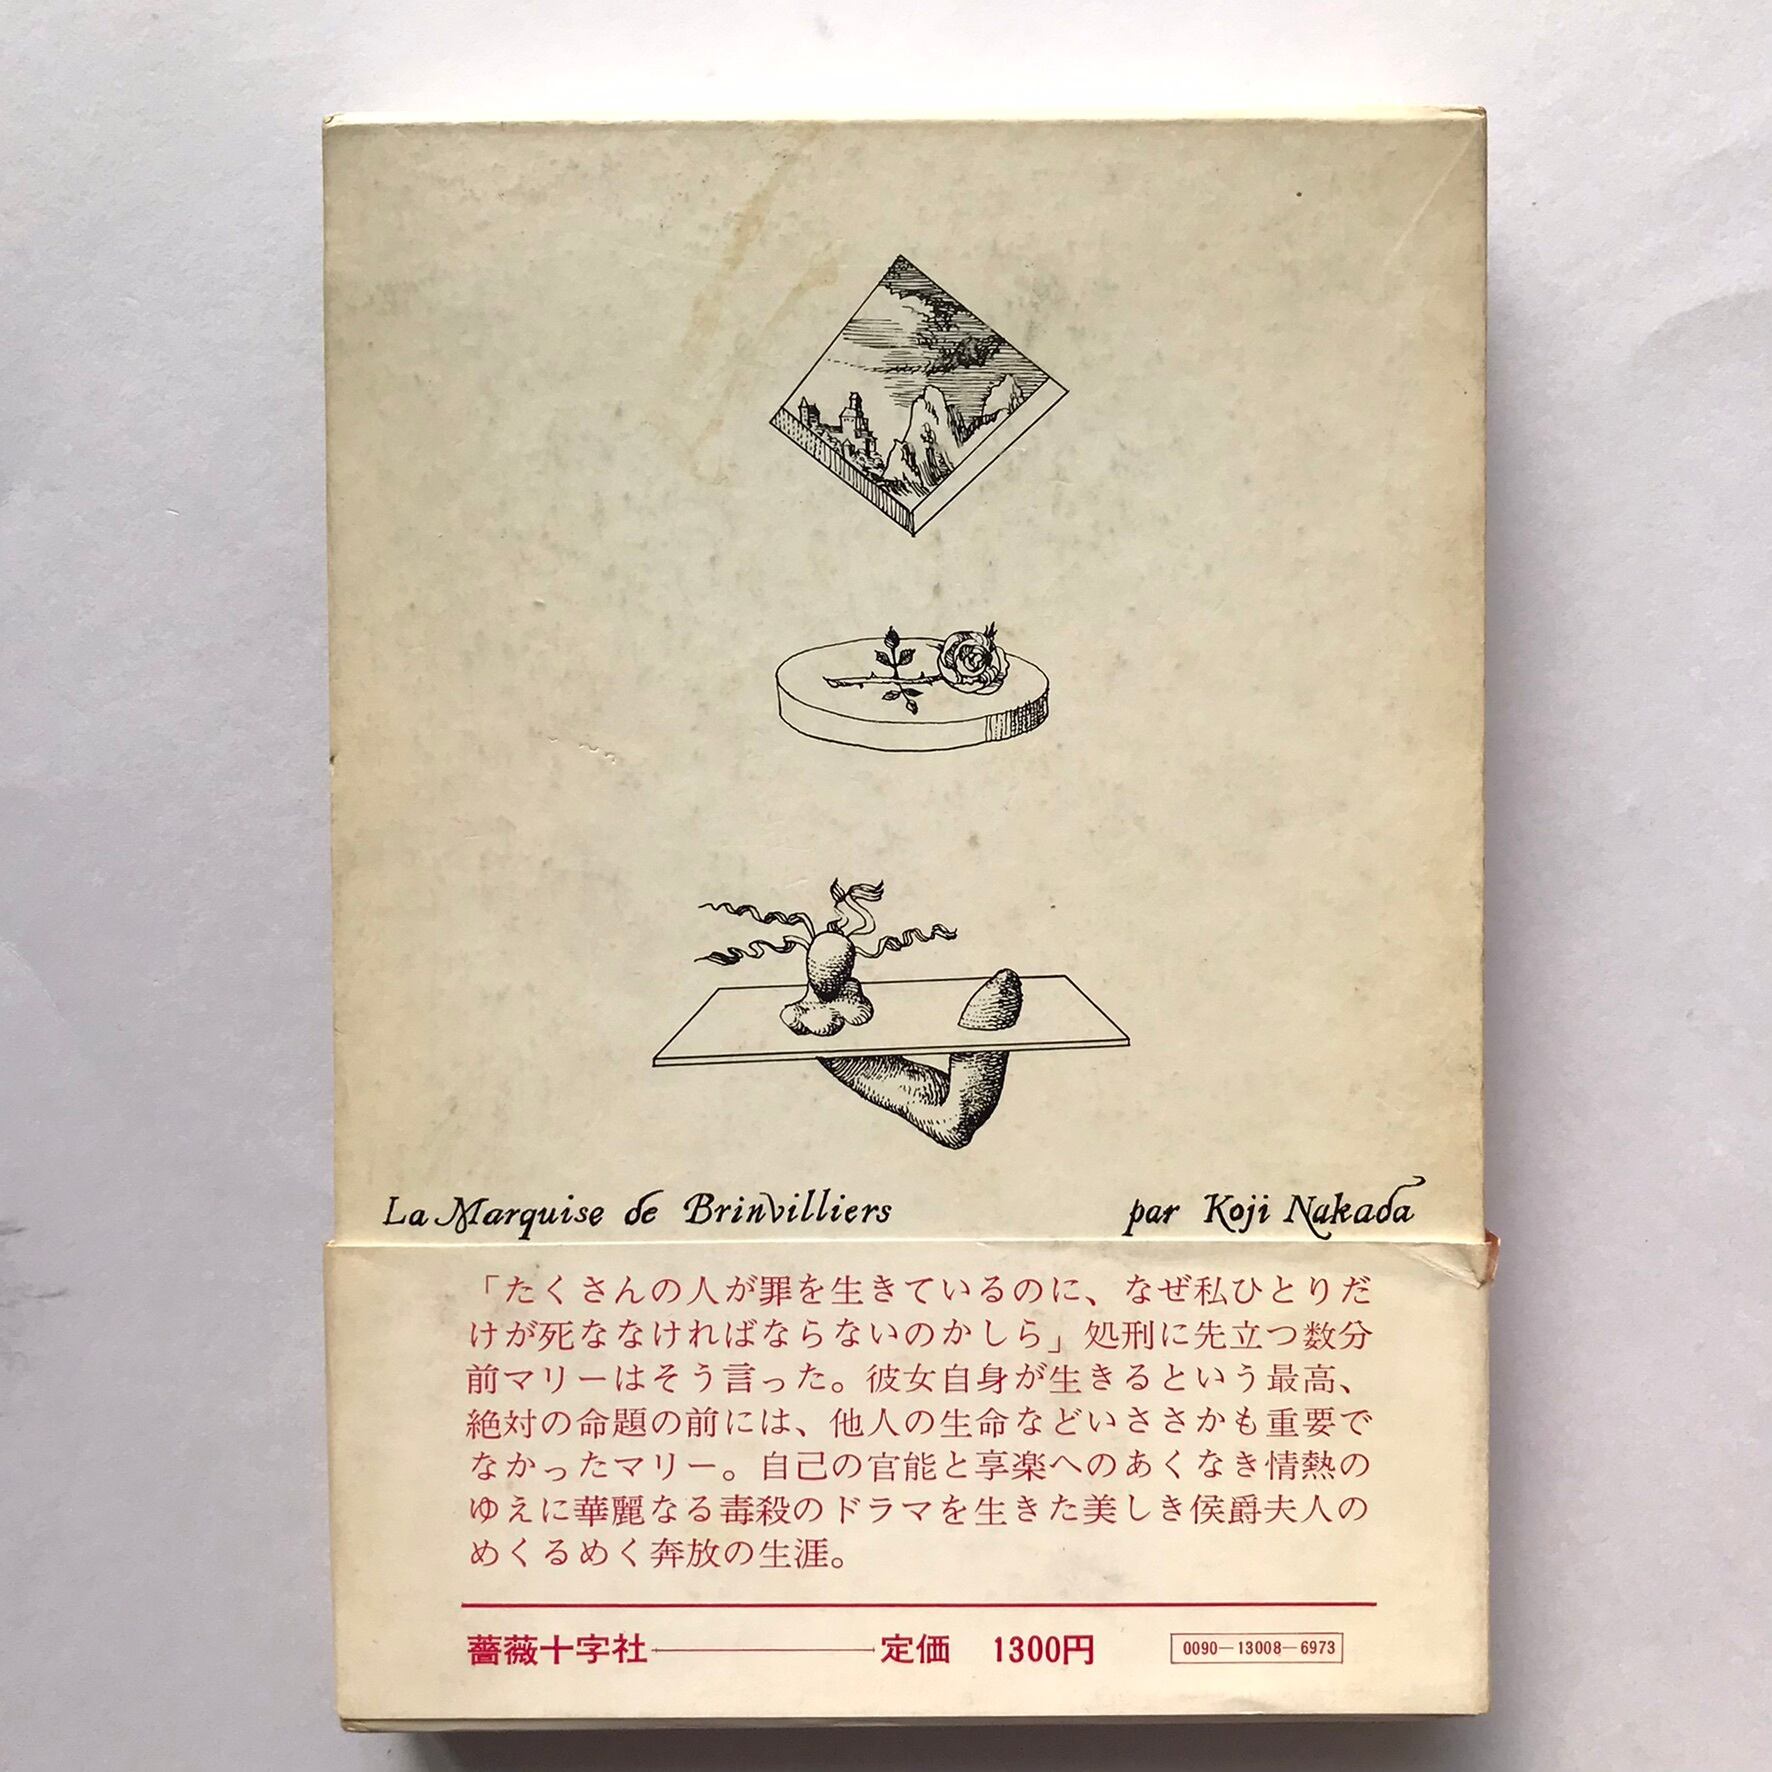 La Marquise de Brinvilliers par Koji Nakada
「たくさんの人が罪を生きているのに、なぜ私ひとりだ
けが死ななければならないのかしら」処刑に先立つ数分
前マリーはそう言った。彼女自身が生きるという最高、
絶対の命題の前には、他人の生命などいささかも重要で
なかったマリー。自己の官能と享楽へのあくなき情熱の
ゆえに華麗なる毒殺のドラマを生きた美しき侯爵夫人の
めくるめく奔放の生涯。
薔薇十字社――――――定価 1300円 0090―13008―6973